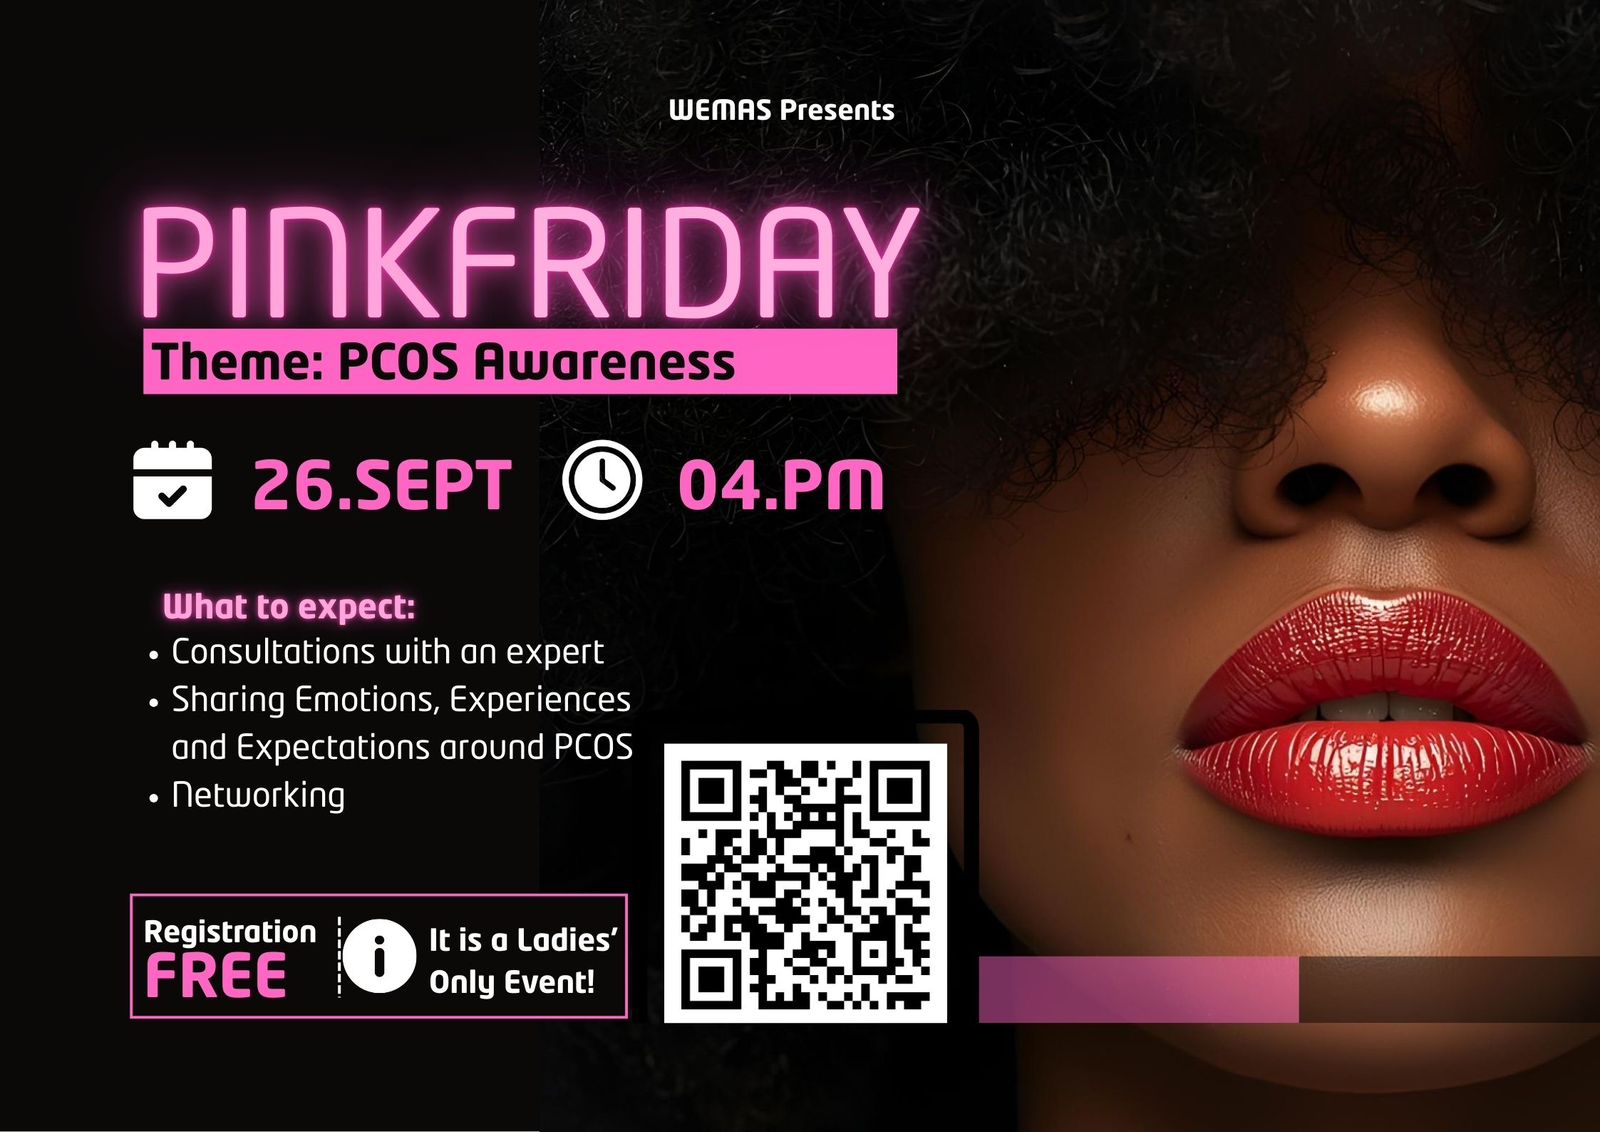 WEMAS Presents
PINKFRIDAY
Theme: PCOS Awareness
26.SEPT
04.PM
What to expect:
• Consultations with an expert
• Sharing Emotions, Experiences
and Expectations around PCOS
• Networking
Registration
FREE
It is a Ladies’
Only Event!